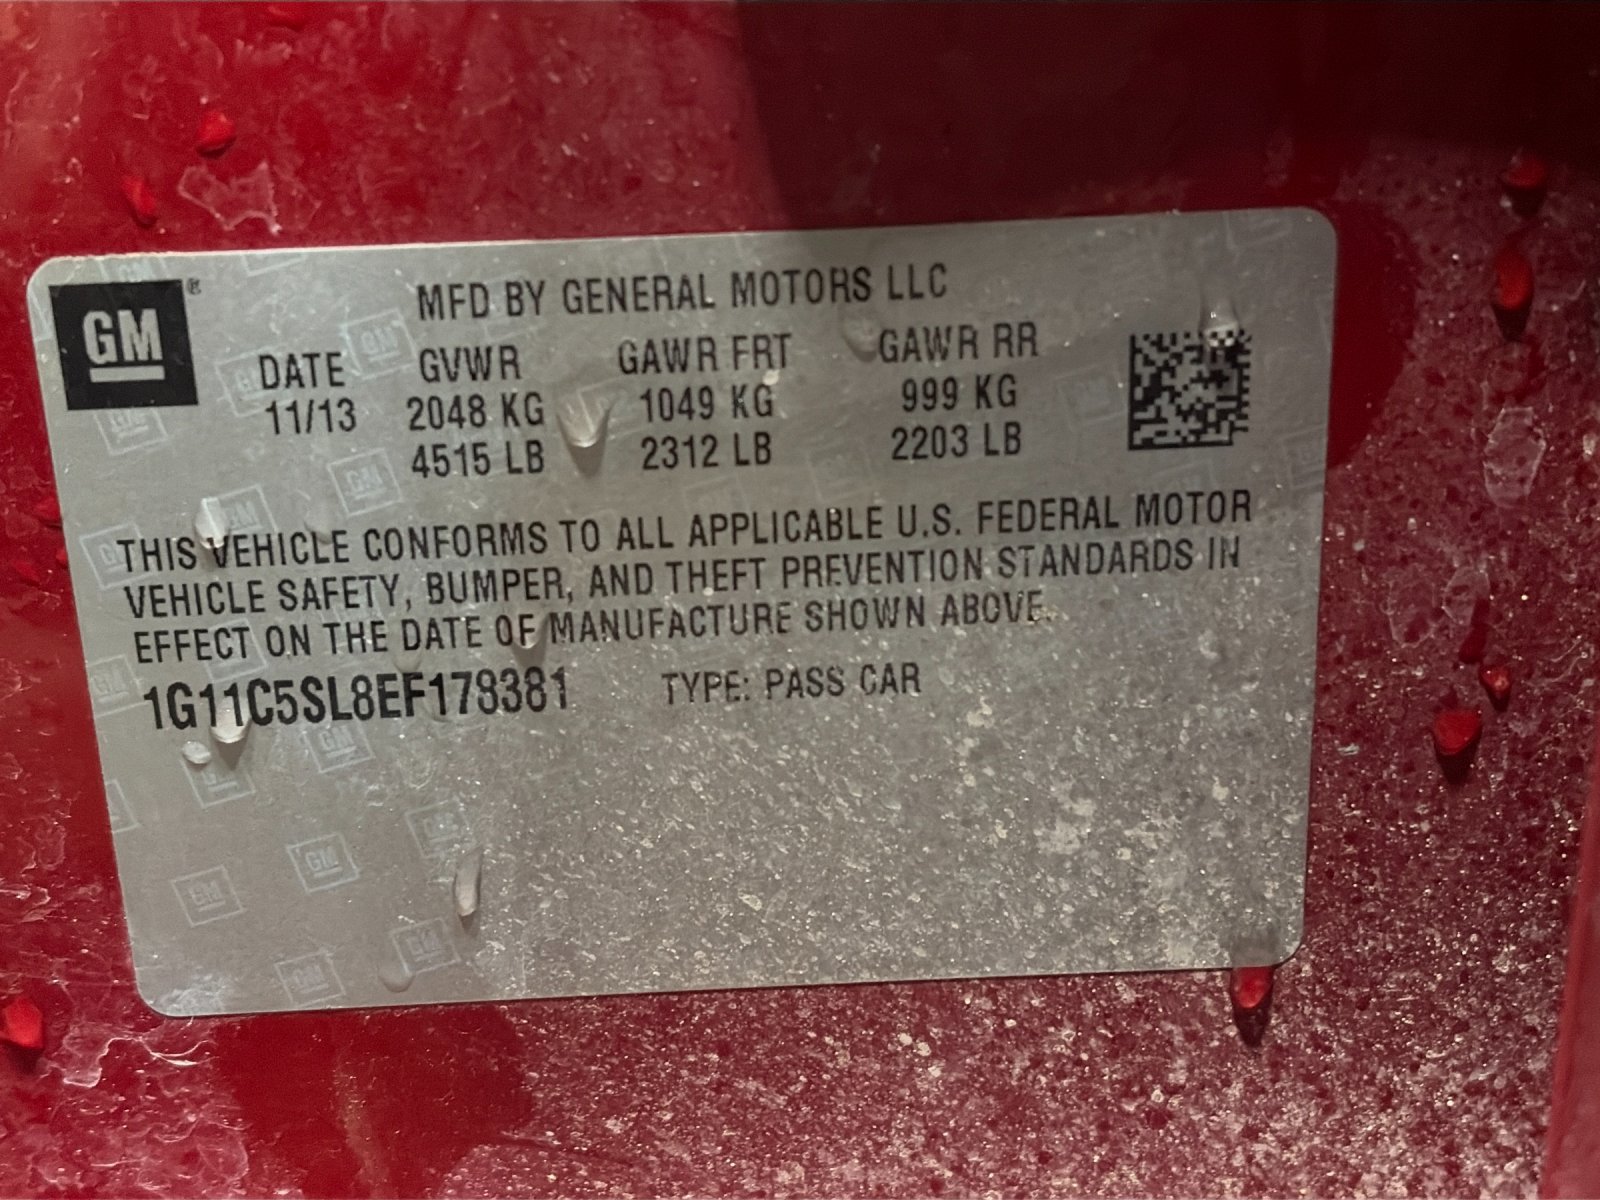 GM®
MFD BY GENERAL MOTORS LLC
DATE GVWR GAWR FRT GAWR RR
11/13 2048 KG 1049 KG 999 KG
4515 LB 2312 LB 2203 LB
THIS VEHICLE CONFORMS TO ALL APPLICABLE U.S. FEDERAL MOTOR
VEHICLE SAFETY, BUMPER, AND THEFT PREVENTION STANDARDS IN
EFFECT ON THE DATE OF MANUFACTURE SHOWN ABOVE.
1G11C5SL8EF178381 TYPE: PASS CAR